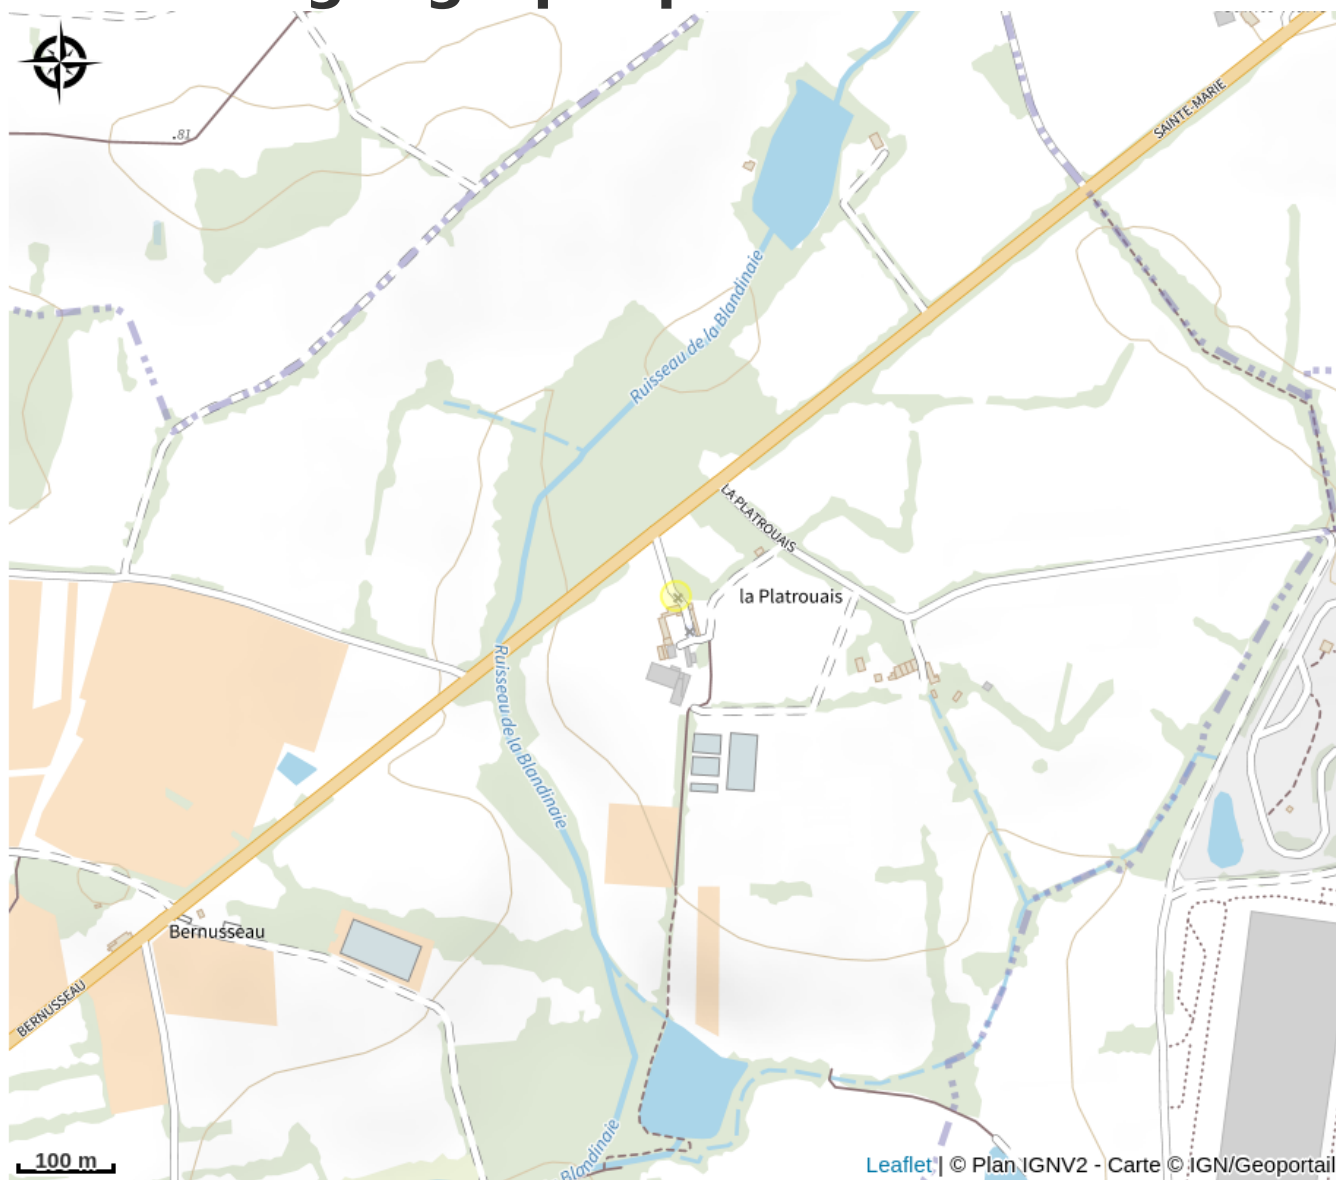 .81
SAINTE-MARIE
Ruisseau de la Blandinaie
LA PLATROUAIS
la Platrouais
Ruisseau de la Blandinaie
Bernusseau
BERNUSSEAU
Blandinaie
100 m
Leaflet | © Plan IGNV2 - Carte © IGN/Geoportail